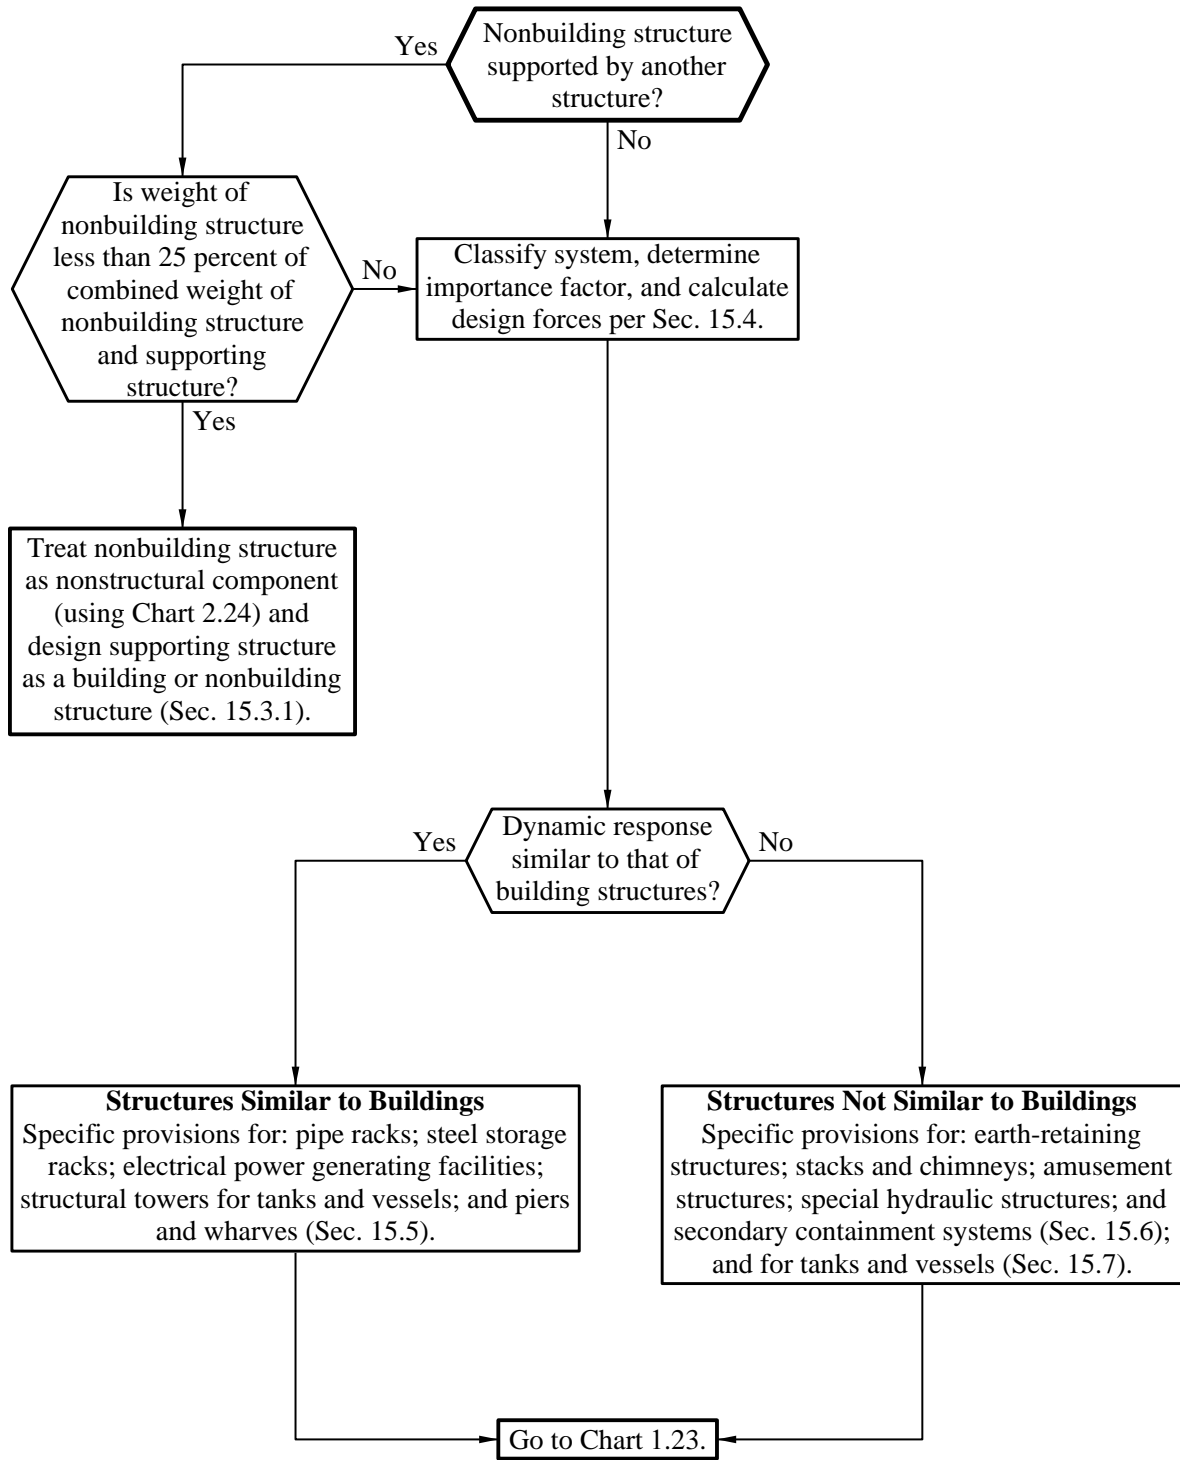 Nonbuilding structure
supported by another
structure?
Yes
No
Is weight of
nonbuilding structure
less than 25 percent of
combined weight of
nonbuilding structure
and supporting
structure?
No
Classify system, determine
importance factor, and calculate
design forces per Sec. 15.4.
Yes
Treat nonbuilding structure
as nonstructural component
(using Chart 2.24) and
design supporting structure
as a building or nonbuilding
structure (Sec. 15.3.1).
Yes
Dynamic response
similar to that of
building structures?
No
Structures Similar to Buildings
Specific provisions for: pipe racks; steel storage
racks; electrical power generating facilities;
structural towers for tanks and vessels; and piers
and wharves (Sec. 15.5).
Structures Not Similar to Buildings
Specific provisions for: earth-retaining
structures; stacks and chimneys; amusement
structures; special hydraulic structures; and
secondary containment systems (Sec. 15.6);
and for tanks and vessels (Sec. 15.7).
Go to Chart 1.23.